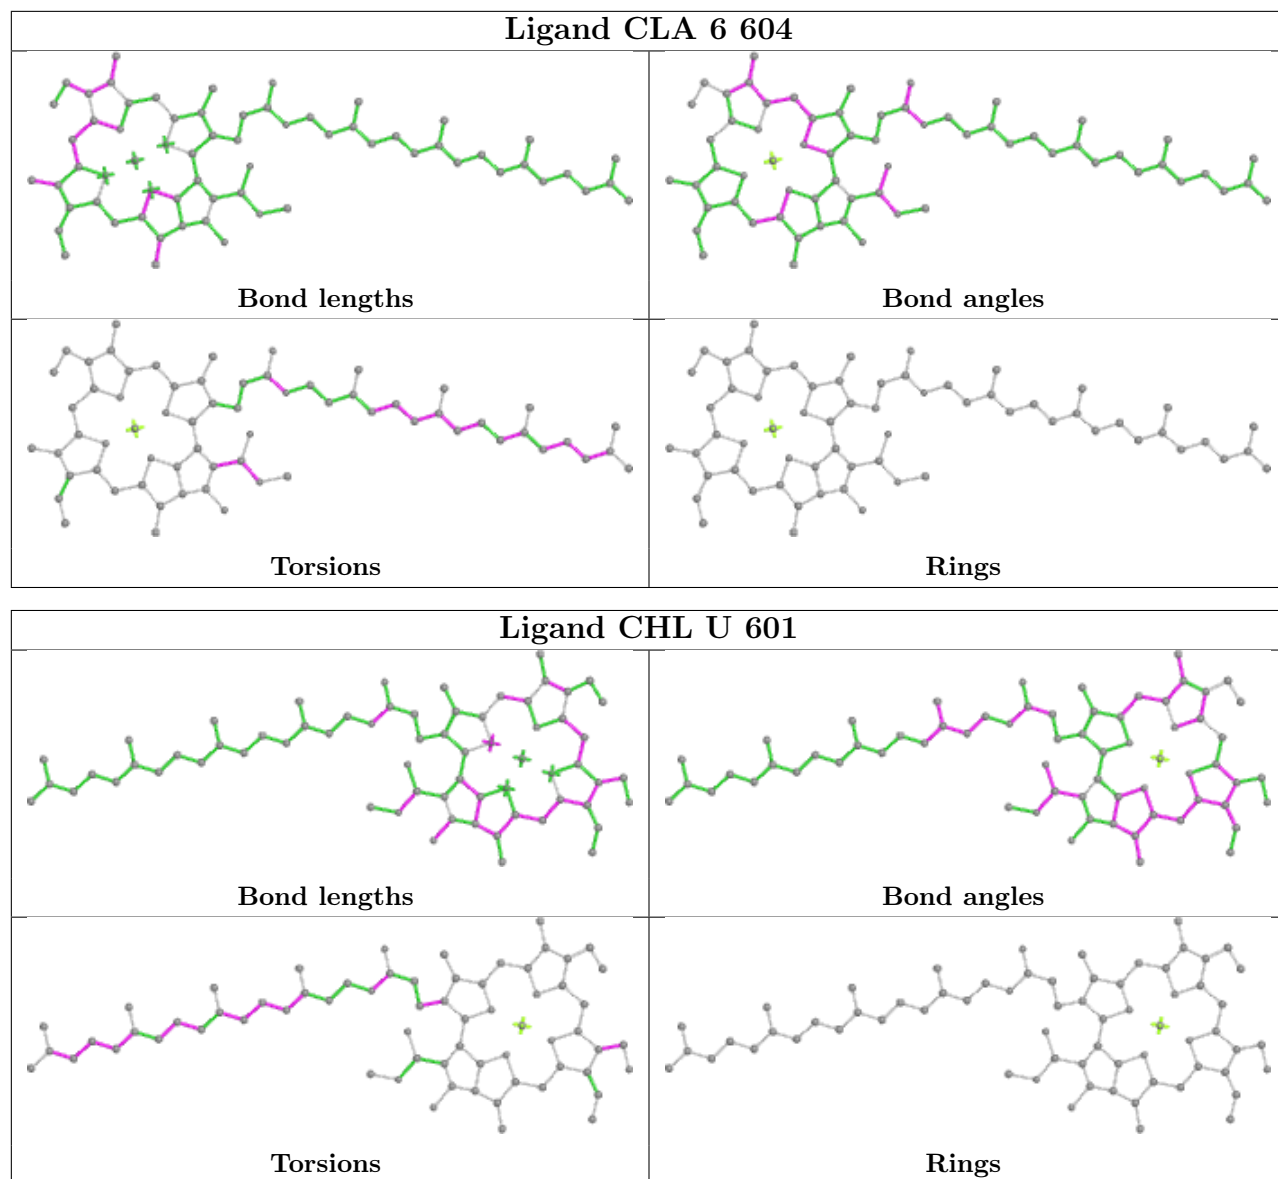 Ligand CLA 6 604
Bond lengths
Bond angles
Torsions
Rings
Ligand CHL U 601
Bond lengths
Bond angles
Torsions
Rings